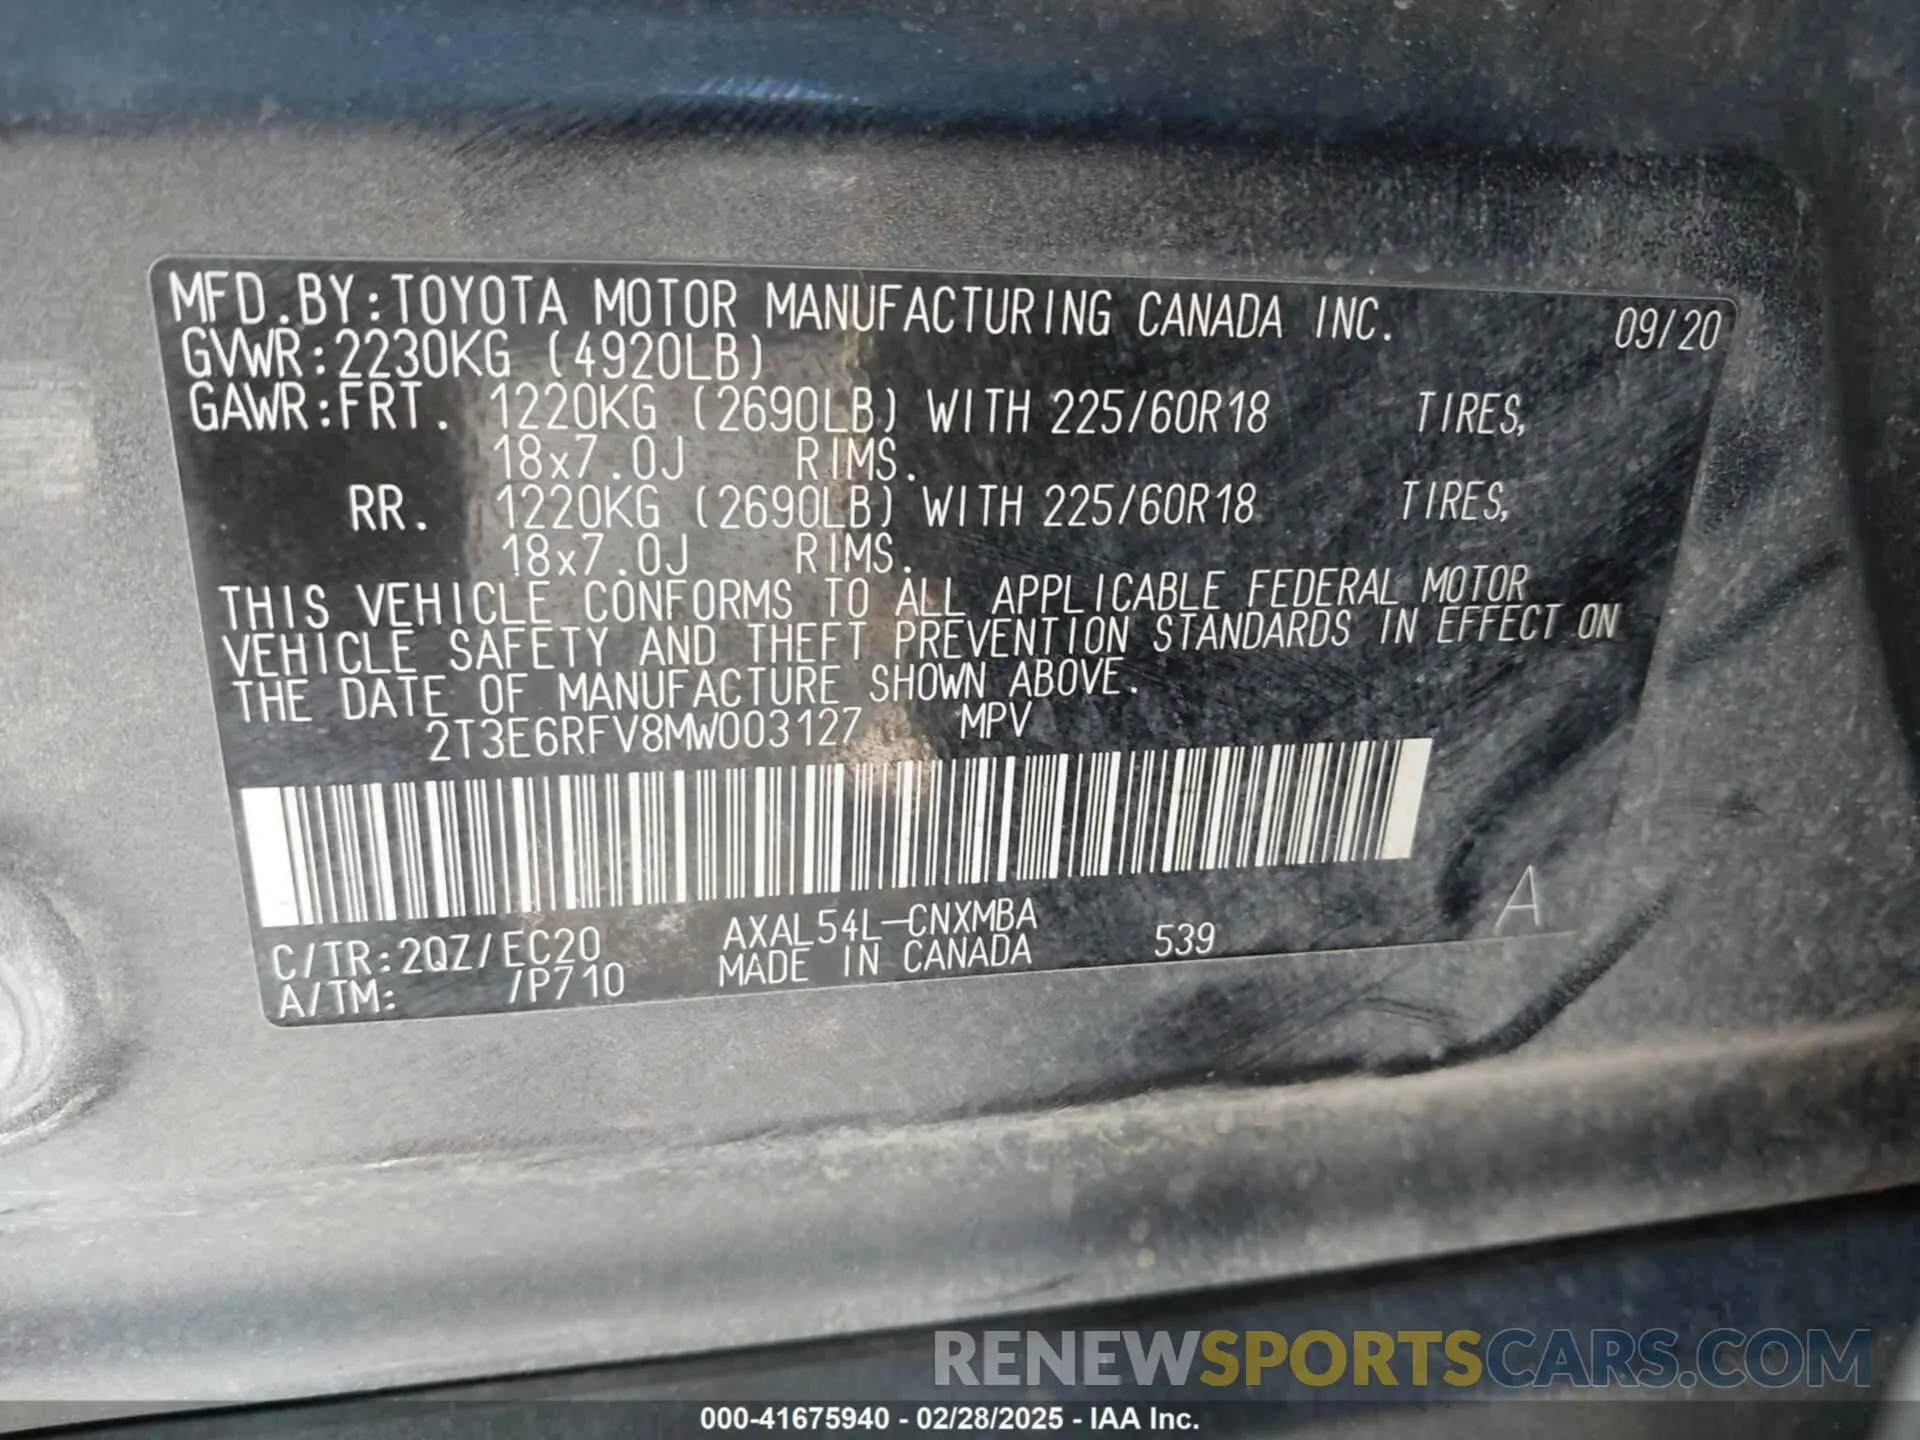 MFD.BY:TOYOTA MOTOR MANUFACTURING CANADA INC. 09/20
GVWR:2230KG (4920LB)
GAWR:FRT. 1220KG (2690LB) WITH 225/60R18 TIRES,
18x7.0J RIMS.
RR. 1220KG (2690LB) WITH 225/60R18 TIRES,
18x7.0J RIMS.
THIS VEHICLE CONFORMS TO ALL APPLICABLE FEDERAL MOTOR
VEHICLE SAFETY AND THEFT PREVENTION STANDARDS IN EFFECT ON
THE DATE OF MANUFACTURE SHOWN ABOVE.
2T3E6RFV8MW003127 MPV
C/TR:2QZ/EC20 AXAL54L-CNXMBA 539 A
A/TM: /P710 MADE IN CANADA
RENEWSPORTSCARS.COM
000-41675940 - 02/28/2025 - IAA Inc.